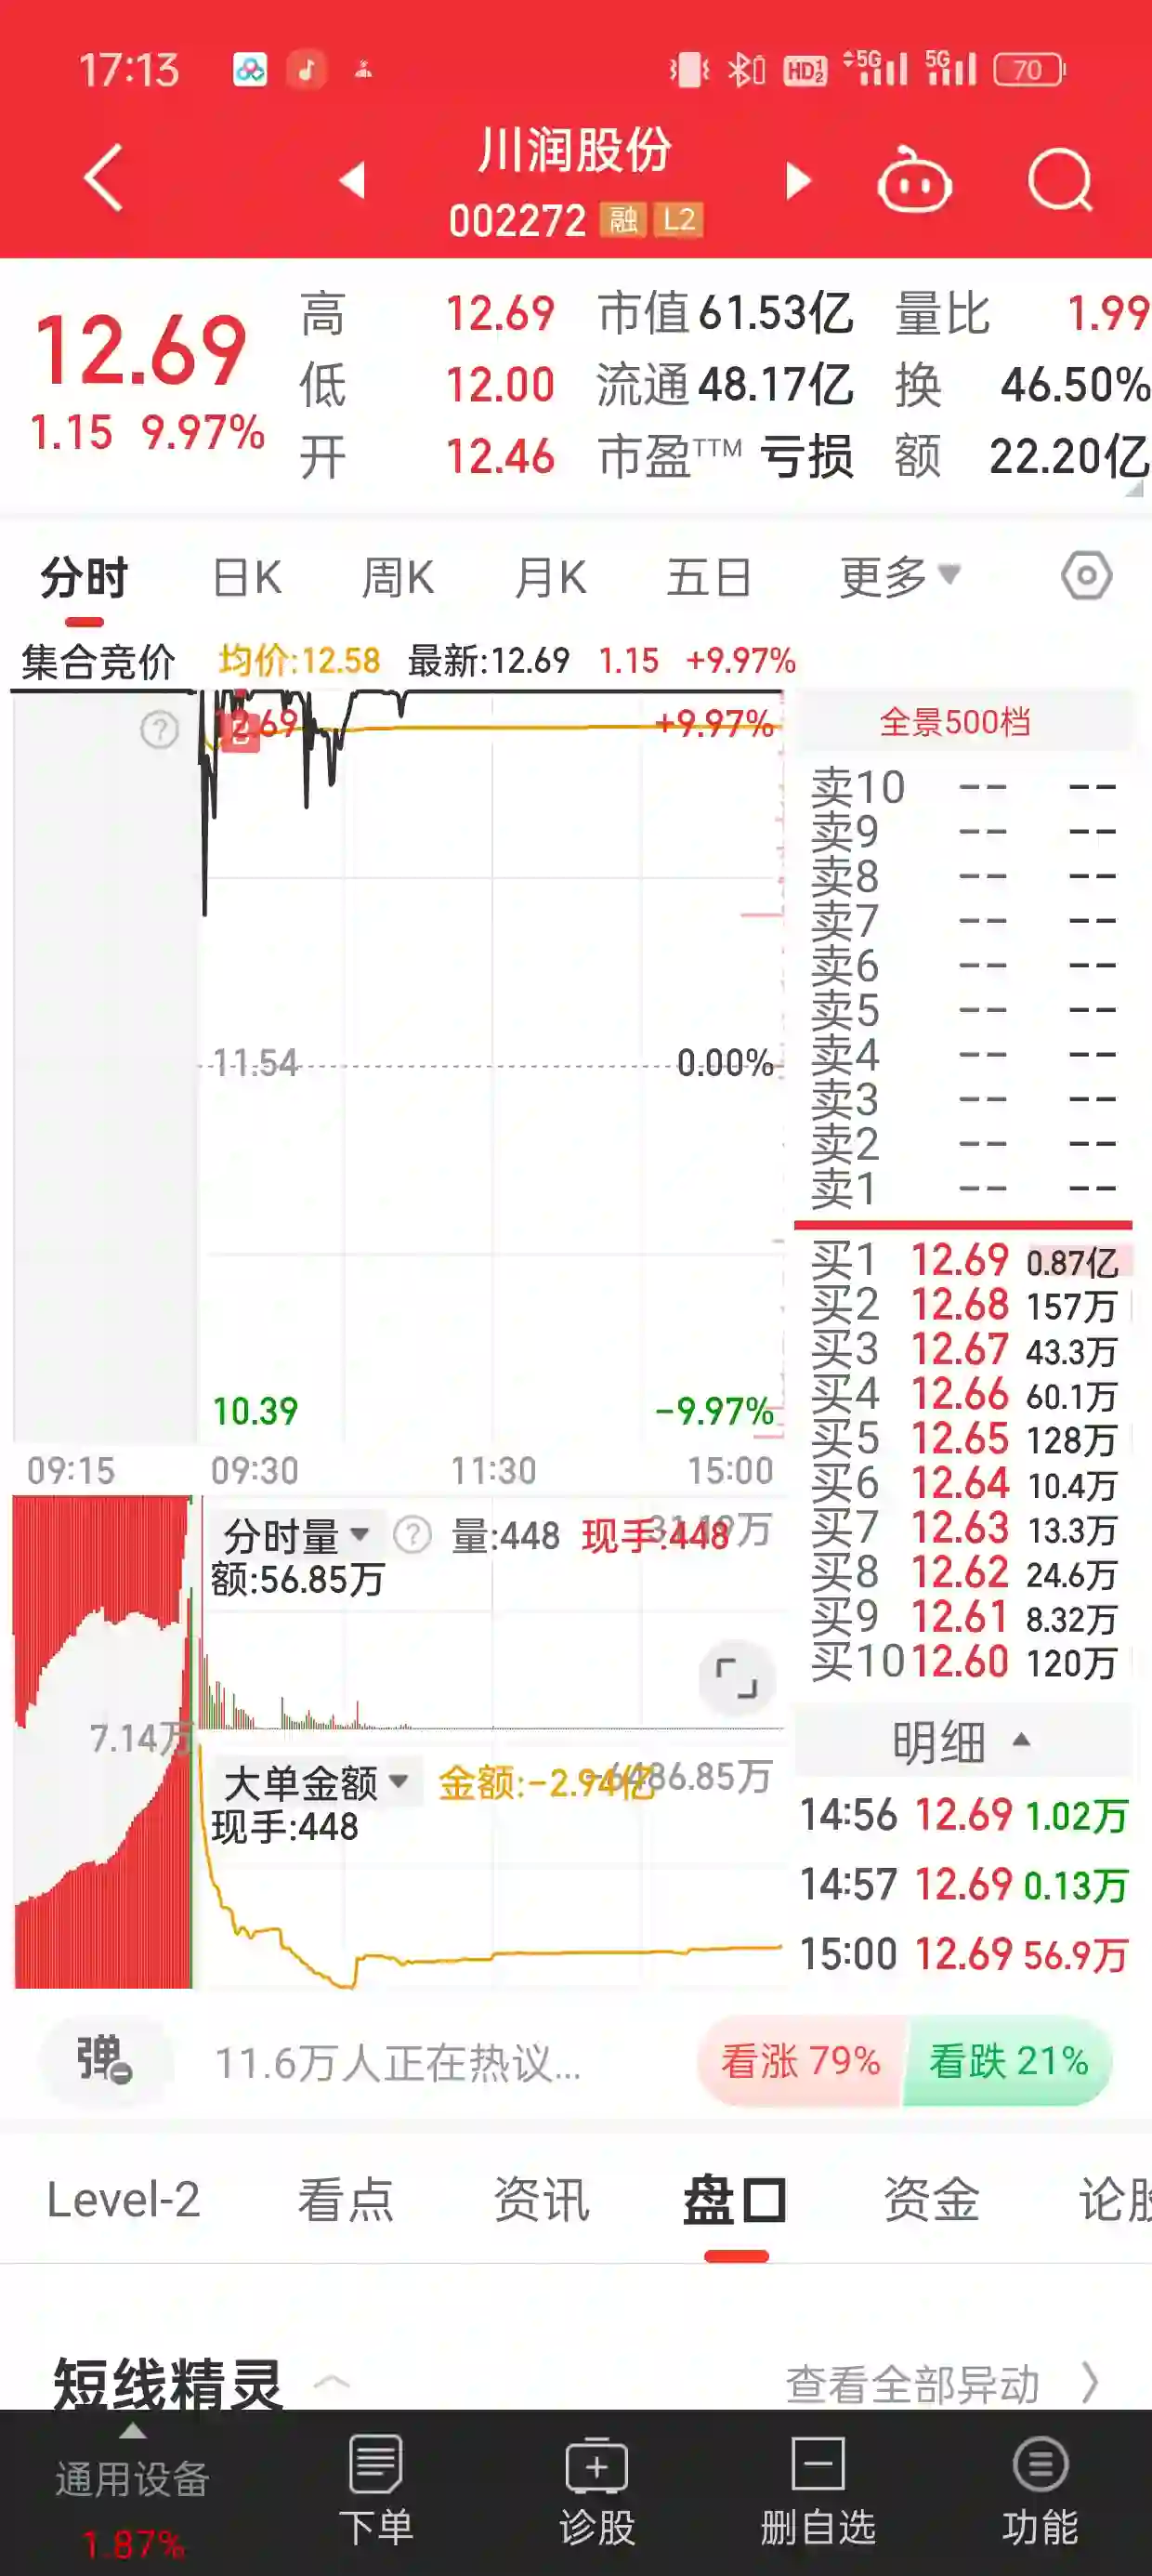 17:13 HD 5G 5G 70
川润股份
002272 融 L2
12.69
1.15 9.97%
高 12.69 市值 61.53亿 量比 1.99
低 12.00 流通 48.17亿 换 46.50%
开 12.46 市盈TTM 亏损 额 22.20亿
分时 日K 周K 月K 五日 更多
集合竞价 均价:12.58 最新:12.69 1.15 +9.97%
12.69 +9.97%
11.54 0.00%
10.39 -9.97%
09:15 09:30 11:30 15:00
全景500档
卖10 -- --
卖9 -- --
卖8 -- --
卖7 -- --
卖6 -- --
卖5 -- --
卖4 -- --
卖3 -- --
卖2 -- --
卖1 -- --
买1 12.69 0.87亿
买2 12.68 157万
买3 12.67 43.3万
买4 12.66 60.1万
买5 12.65 128万
买6 12.64 10.4万
买7 12.63 13.3万
买8 12.62 24.6万
买9 12.61 8.32万
买10 12.60 120万
分时量 量:448 现手:448
额:56.85万
7.14万
大单金额 金额:-2.94亿
现手:448
明细
14:56 12.69 1.02万
14:57 12.69 0.13万
15:00 12.69 56.9万
弹 11.6万人正在热议... 看涨 79% 看跌 21%
Level-2 看点 资讯 盘口 资金 论股
短线精灵 查看全部异动
通用设备
1.87%
下单 诊股 删自选 功能